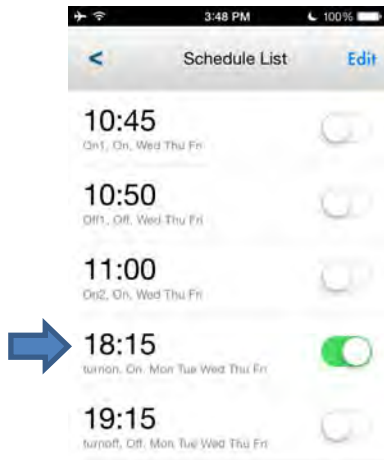 3:48 PM 100%
< Schedule List Edit
10:45
On1, On, Wed Thu Fri
10:50
Off1, Off, Wed Thu Fri
11:00
On2, On, Wed Thu Fri
18:15
turnon, On, Mon Tue Wed Thu Fri
19:15
turnoff, Off, Mon Tue Wed Thu Fri